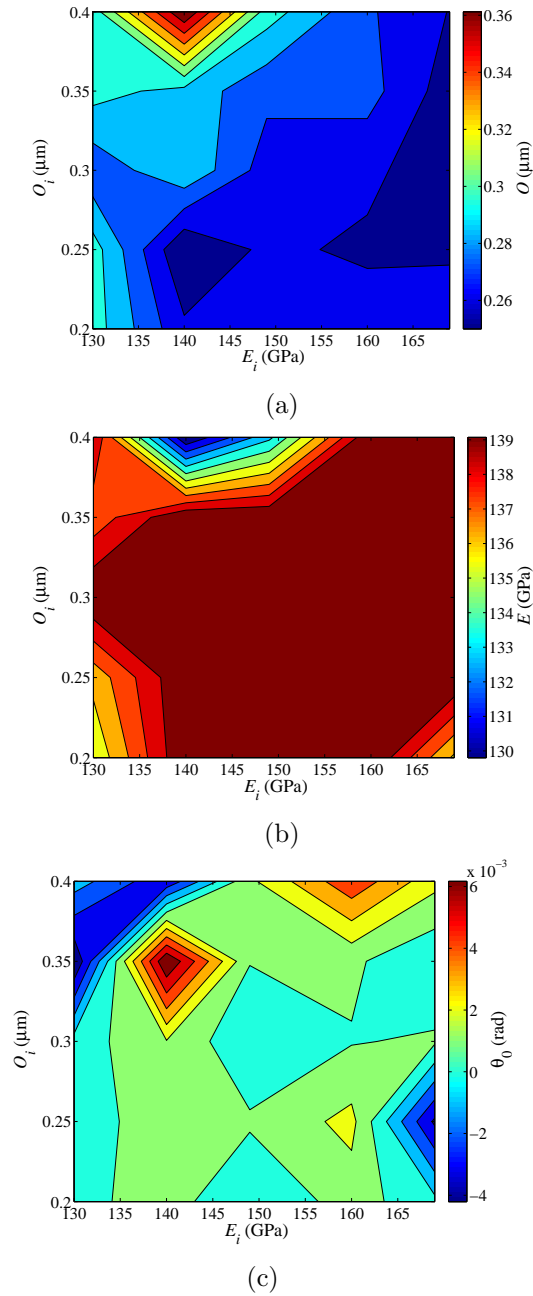 0.4
0.35
0.3
0.25
0.2
O_i (μm)
130 135 140 145 150 155 160 165
E_i (GPa)
0.36
0.34
0.32
0.3
0.28
0.26
O (μm)
(a)
0.4
0.35
0.3
0.25
0.2
O_i (μm)
130 135 140 145 150 155 160 165
E_i (GPa)
139
138
137
136
135
134
133
132
131
130
E (GPa)
(b)
x 10^-3
0.4
0.35
0.3
0.25
0.2
O_i (μm)
130 135 140 145 150 155 160 165
E_i (GPa)
6
4
2
0
−2
−4
θ_0 (rad)
(c)